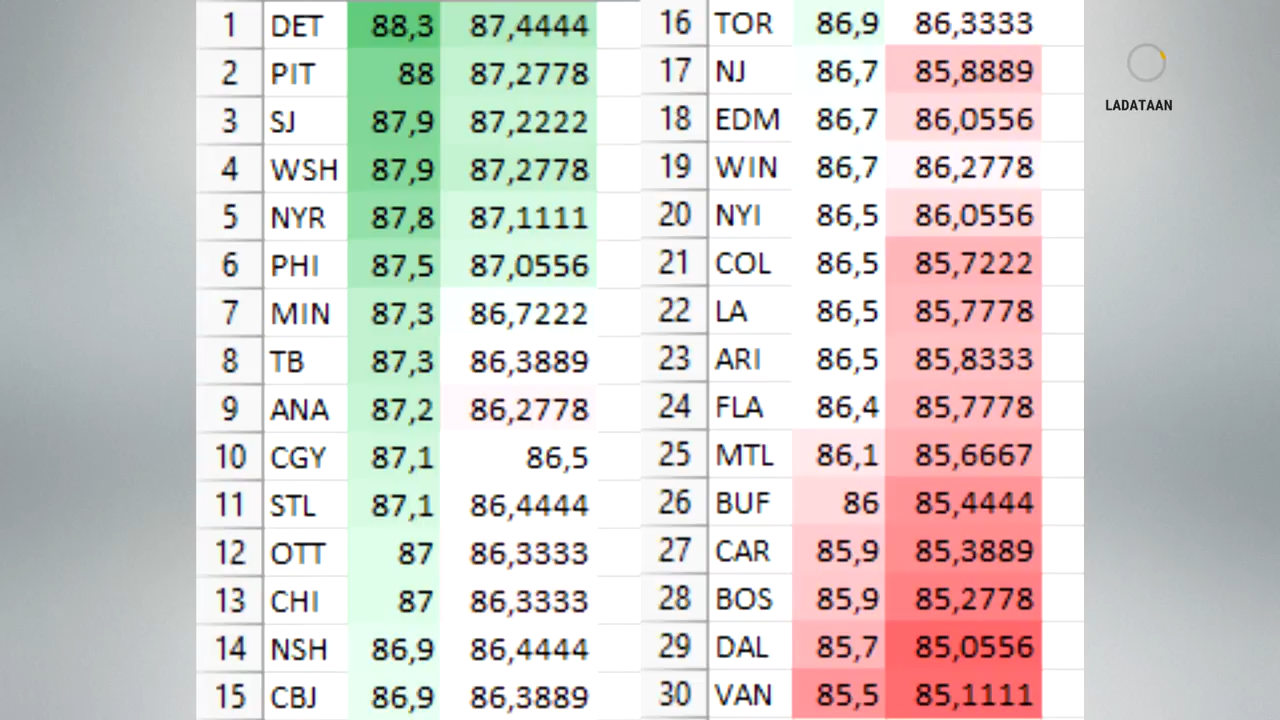 1 DET 88,3 87,4444
2 PIT 88 87,2778
3 SJ 87,9 87,2222
4 WSH 87,9 87,2778
5 NYR 87,8 87,1111
6 PHI 87,5 87,0556
7 MIN 87,3 86,7222
8 TB 87,3 86,3889
9 ANA 87,2 86,2778
10 CGY 87,1 86,5
11 STL 87,1 86,4444
12 OTT 87 86,3333
13 CHI 87 86,3333
14 NSH 86,9 86,4444
15 CBJ 86,9 86,3889
16 TOR 86,9 86,3333
17 NJ 86,7 85,8889
18 EDM 86,7 86,0556
19 WIN 86,7 86,2778
20 NYI 86,5 86,0556
21 COL 86,5 85,7222
22 LA 86,5 85,7778
23 ARI 86,5 85,8333
24 FLA 86,4 85,7778
25 MTL 86,1 85,6667
26 BUF 86 85,4444
27 CAR 85,9 85,3889
28 BOS 85,9 85,2778
29 DAL 85,7 85,0556
30 VAN 85,5 85,1111
LADATAAN